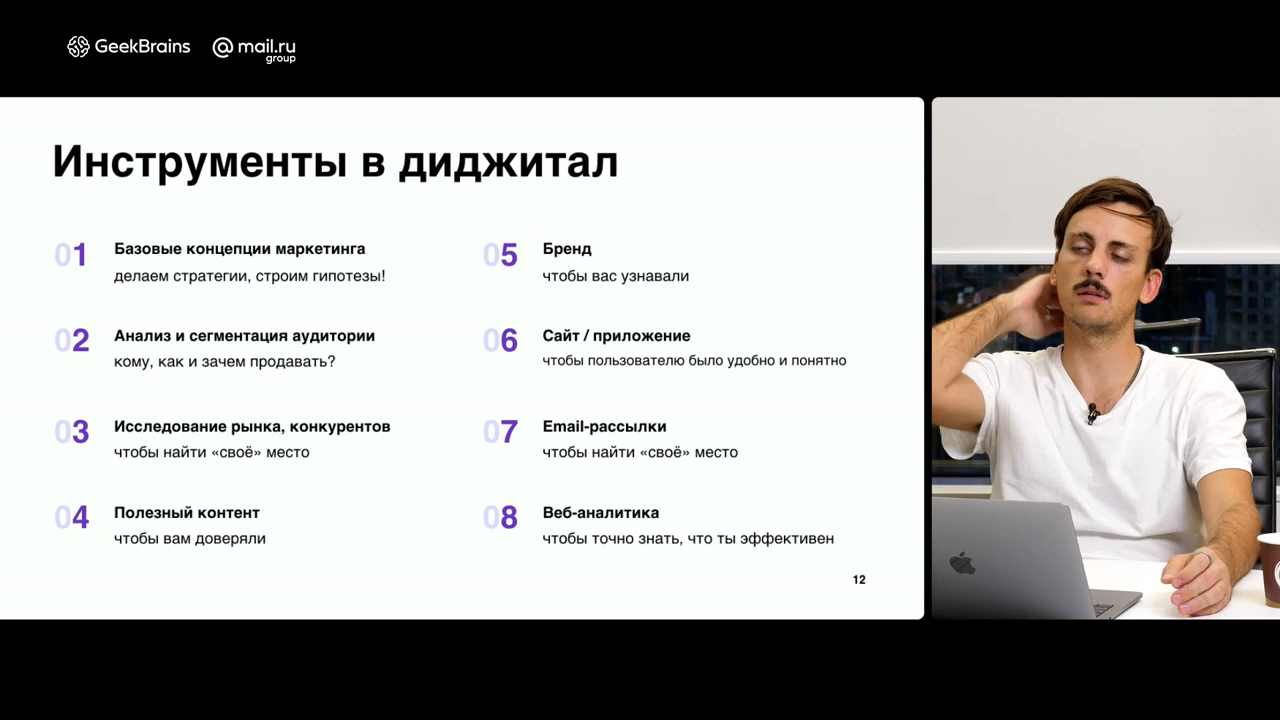 GeekBrains
@mail.ru
group
Инструменты в диджитал
01
Базовые концепции маркетинга
делаем стратегии, строим гипотезы!
02
Анализ и сегментация аудитории
кому, как и зачем продавать?
03
Исследование рынка, конкурентов
чтобы найти «своё» место
04
Полезный контент
чтобы вам доверяли
05
Бренд
чтобы вас узнавали
06
Сайт / приложение
чтобы пользователю было удобно и понятно
07
Email-рассылки
чтобы найти «своё» место
08
Веб-аналитика
чтобы точно знать, что ты эффективен
12